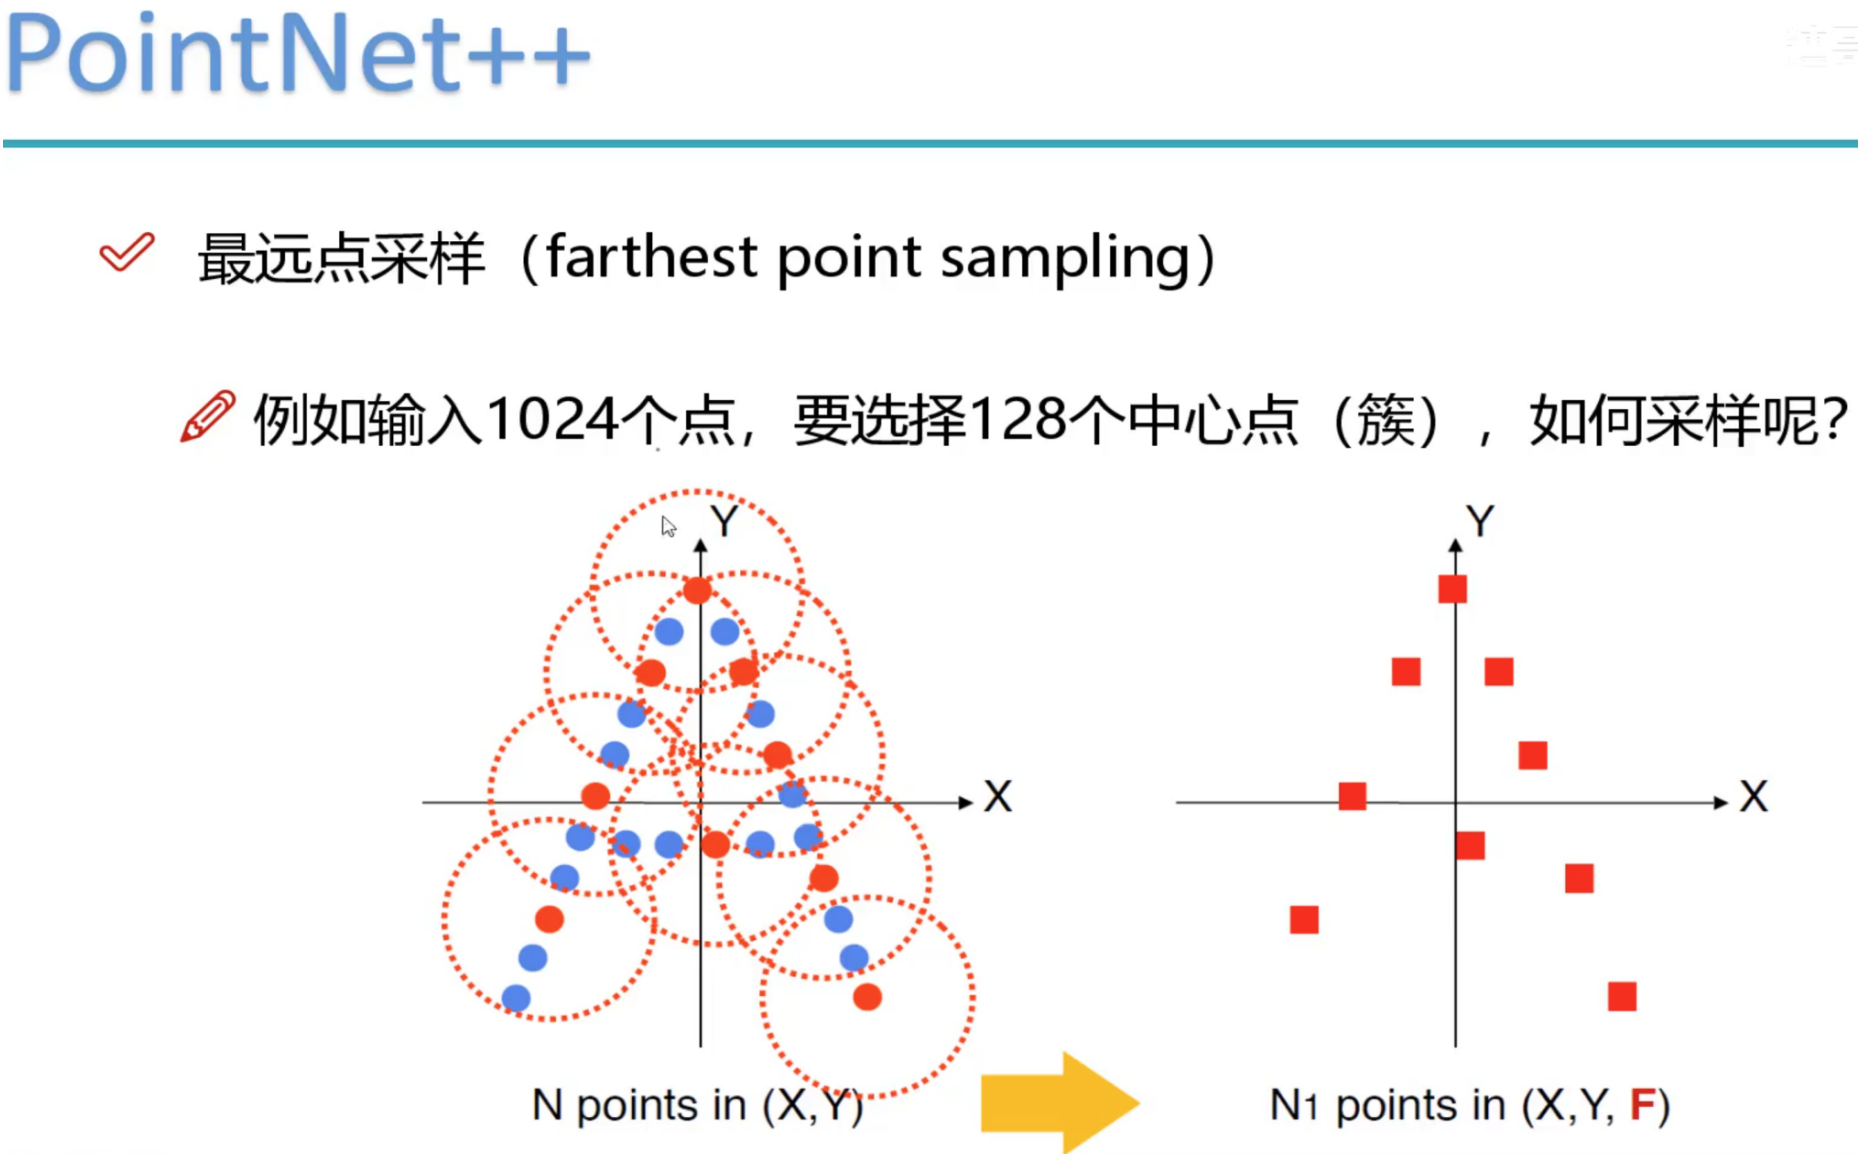 PointNet++
最远点采样（farthest point sampling）
例如输入1024个点，要选择128个中心点（簇），如何采样呢？
Y
Y
X
X
N points in (X,Y)
N1 points in (X,Y, F)